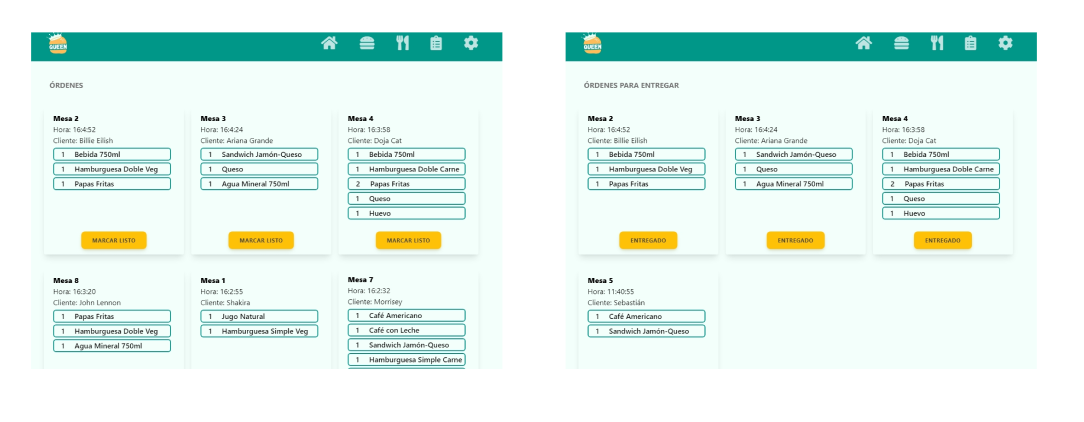 QUEEN
ÓRDENES
Mesa 2
Hora: 16:4:52
Cliente: Billie Eilish
1 Bebida 750ml
1 Hamburguesa Doble Veg
1 Papas Fritas
MARCAR LISTO
Mesa 3
Hora: 16:4:24
Cliente: Ariana Grande
1 Sandwich Jamón-Queso
1 Queso
1 Agua Mineral 750ml
MARCAR LISTO
Mesa 4
Hora: 16:3:58
Cliente: Doja Cat
1 Bebida 750ml
1 Hamburguesa Doble Carne
2 Papas Fritas
1 Queso
1 Huevo
MARCAR LISTO
Mesa 8
Hora: 16:3:20
Cliente: John Lennon
1 Papas Fritas
1 Hamburguesa Doble Veg
1 Agua Mineral 750ml
Mesa 1
Hora: 16:2:55
Cliente: Shakira
1 Jugo Natural
1 Hamburguesa Simple Veg
Mesa 7
Hora: 16:2:32
Cliente: Morrisey
1 Café Americano
1 Café con Leche
1 Sandwich Jamón-Queso
1 Hamburguesa Simple Carne
QUEEN
ÓRDENES PARA ENTREGAR
Mesa 2
Hora: 16:4:52
Cliente: Billie Eilish
1 Bebida 750ml
1 Hamburguesa Doble Veg
1 Papas Fritas
ENTREGADO
Mesa 3
Hora: 16:4:24
Cliente: Ariana Grande
1 Sandwich Jamón-Queso
1 Queso
1 Agua Mineral 750ml
ENTREGADO
Mesa 4
Hora: 16:3:58
Cliente: Doja Cat
1 Bebida 750ml
1 Hamburguesa Doble Carne
2 Papas Fritas
1 Queso
1 Huevo
ENTREGADO
Mesa 5
Hora: 11:40:55
Cliente: Sebastián
1 Café Americano
1 Sandwich Jamón-Queso